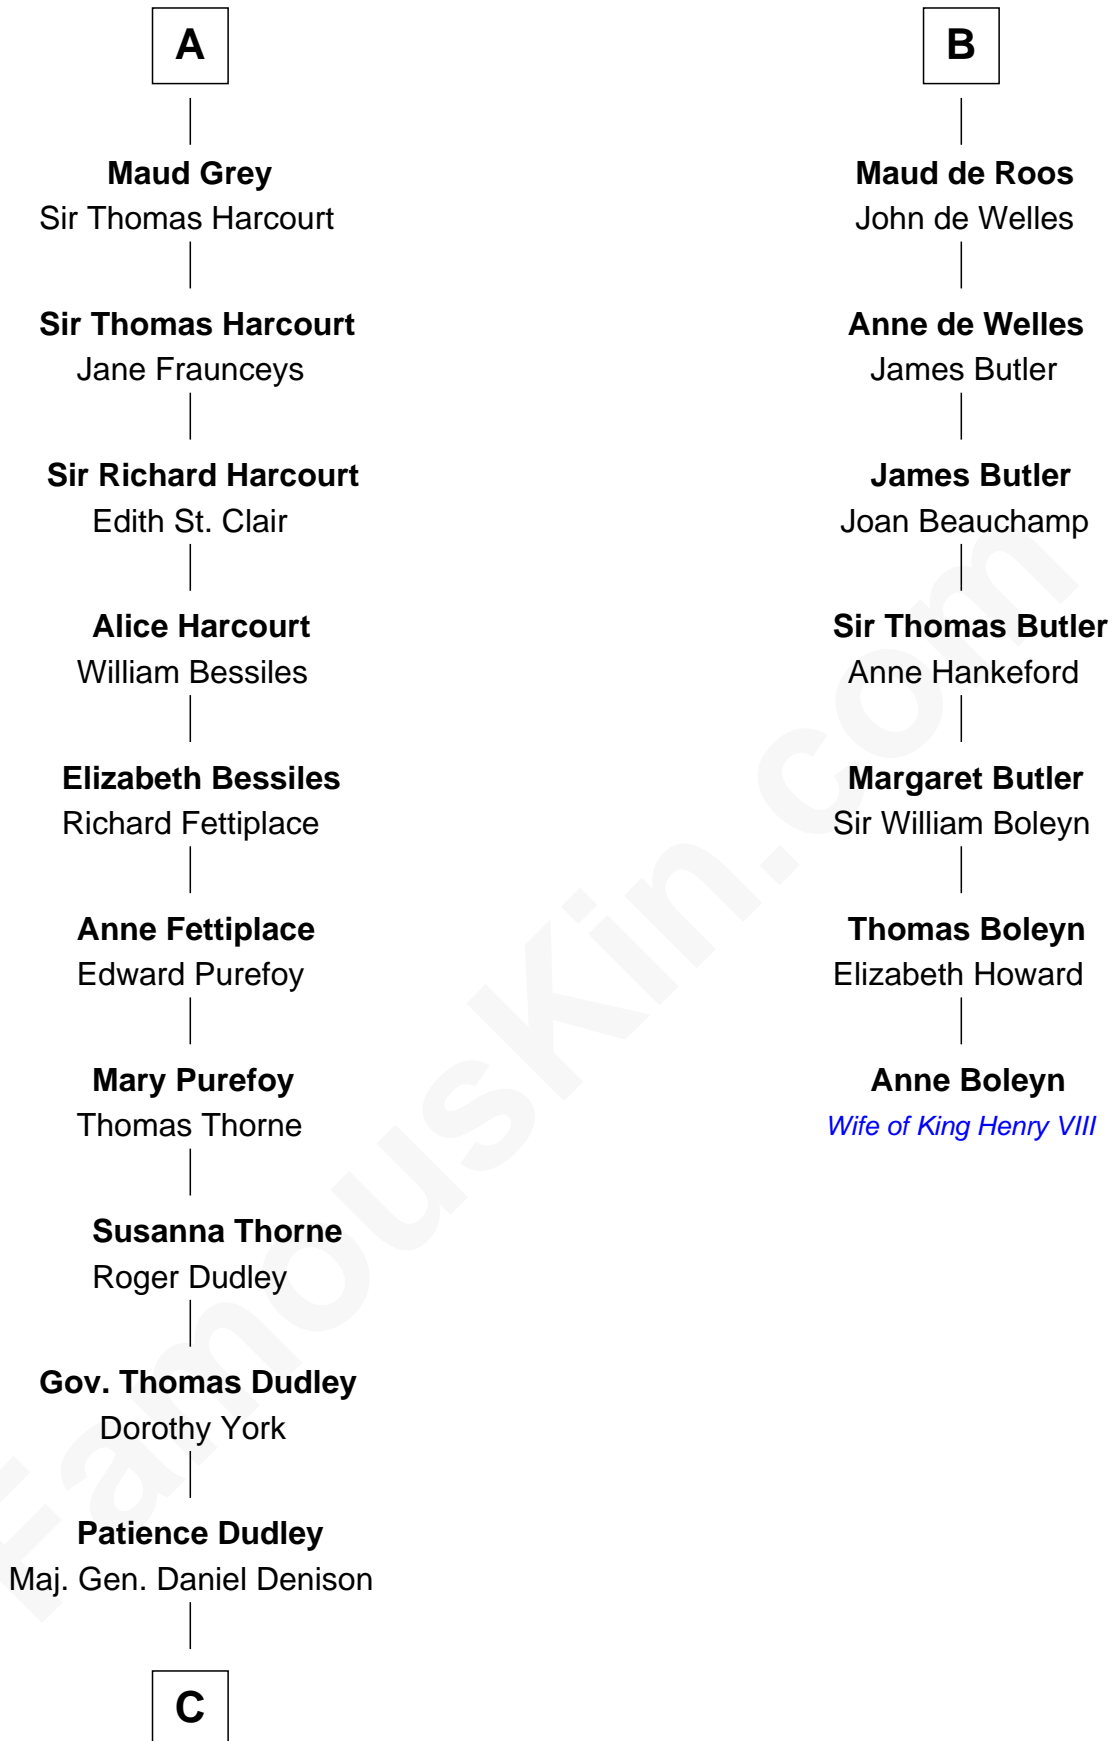 A
Maud Grey
Sir Thomas Harcourt
Sir Thomas Harcourt
Jane Fraunceys
Sir Richard Harcourt
Edith St. Clair
Alice Harcourt
William Bessiles
Elizabeth Bessiles
Richard Fettiplace
Anne Fettiplace
Edward Purefoy
Mary Purefoy
Thomas Thorne
Susanna Thorne
Roger Dudley
Gov. Thomas Dudley
Dorothy York
Patience Dudley
Maj. Gen. Daniel Denison
C
B
Maud de Roos
John de Welles
Anne de Welles
James Butler
James Butler
Joan Beauchamp
Sir Thomas Butler
Anne Hankeford
Margaret Butler
Sir William Boleyn
Thomas Boleyn
Elizabeth Howard
Anne Boleyn
Wife of King Henry VIII
FamousKin.com